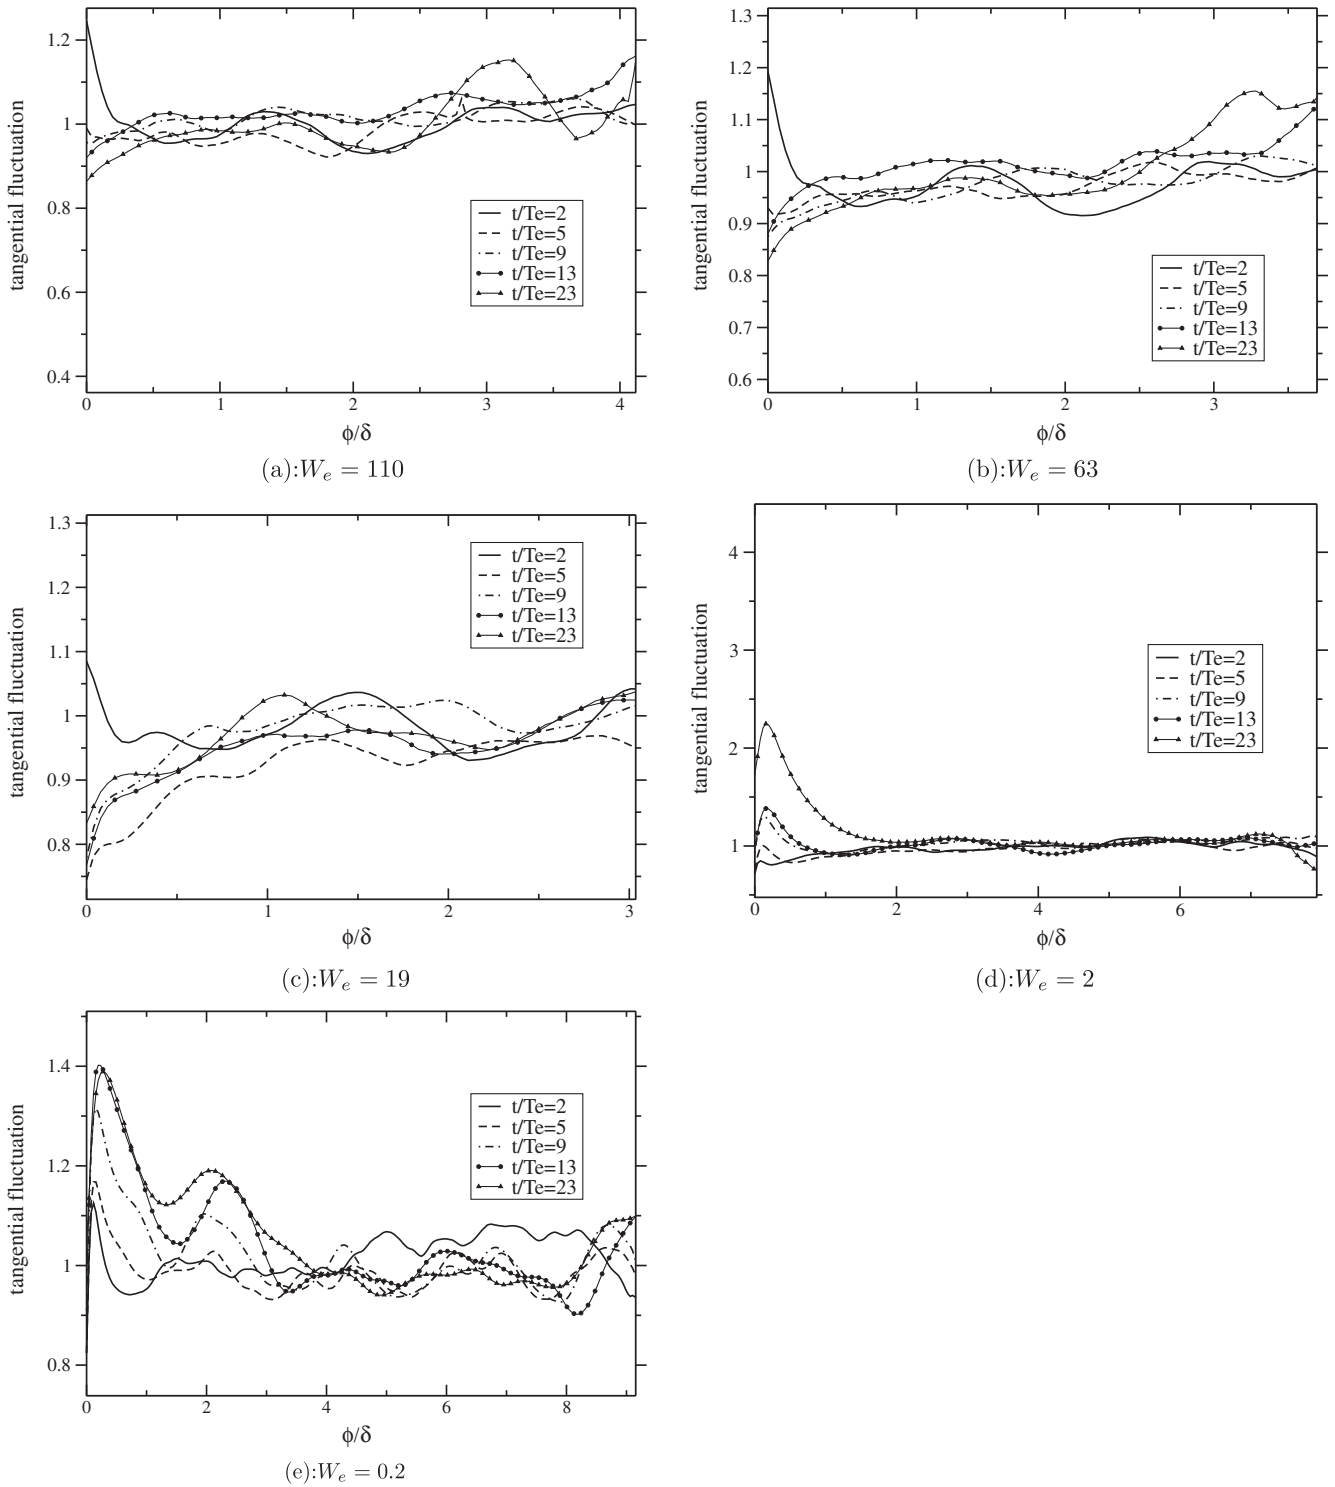 1.2
1
0.8
0.6
0.4
tangential fluctuation
0 1 2 3 4
ϕ/δ
t/Te=2
t/Te=5
t/Te=9
t/Te=13
t/Te=23
(a):W_e = 110
1.3
1.2
1.1
1
0.9
0.8
0.7
0.6
tangential fluctuation
0 1 2 3
ϕ/δ
t/Te=2
t/Te=5
t/Te=9
t/Te=13
t/Te=23
(b):W_e = 63
1.3
1.2
1.1
1
0.9
0.8
tangential fluctuation
0 1 2 3
ϕ/δ
t/Te=2
t/Te=5
t/Te=9
t/Te=13
t/Te=23
(c):W_e = 19
4
3
2
1
tangential fluctuation
0 2 4 6
ϕ/δ
t/Te=2
t/Te=5
t/Te=9
t/Te=13
t/Te=23
(d):W_e = 2
1.4
1.2
1
0.8
tangential fluctuation
0 2 4 6 8
ϕ/δ
t/Te=2
t/Te=5
t/Te=9
t/Te=13
t/Te=23
(e):W_e = 0.2